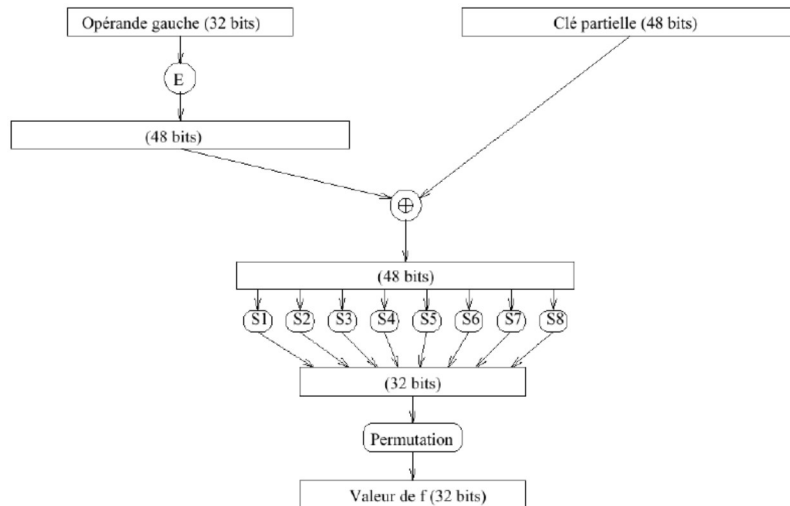 Opérande gauche (32 bits)
Clé partielle (48 bits)
E
(48 bits)
⊕
(48 bits)
S1 S2 S3 S4 S5 S6 S7 S8
(32 bits)
Permutation
Valeur de f (32 bits)